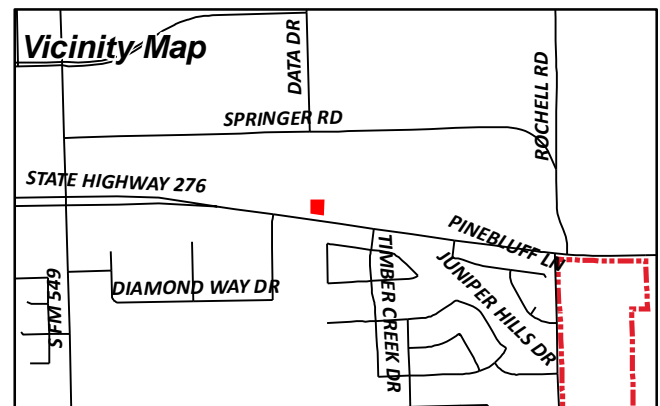 Vicinity Map
DATA DR
ROCHELL RD
SPRINGER RD
STATE HIGHWAY 276
PINEBLUFF LN
TIMBER CREEK DR
JUNIPER HILLS DR
DIAMOND WAY DR
S FM 549